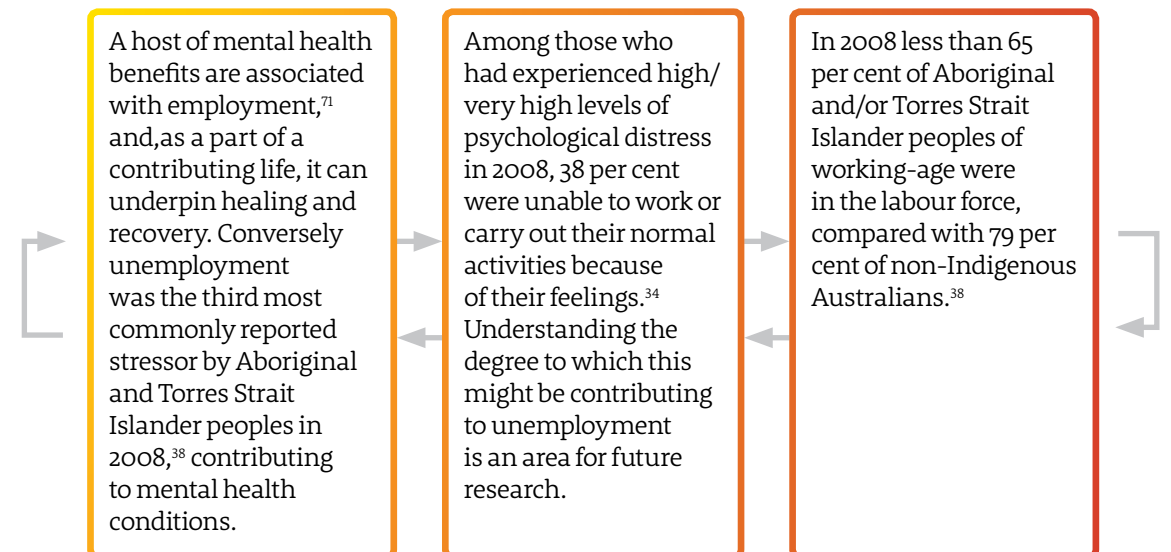 A host of mental health
benefits are associated
with employment,⁷¹
and,as a part of a
contributing life, it can
underpin healing and
recovery. Conversely
unemployment
was the third most
commonly reported
stressor by Aboriginal
and Torres Strait
Islander peoples in
2008,³⁸ contributing
to mental health
conditions.
Among those who
had experienced high/
very high levels of
psychological distress
in 2008, 38 per cent
were unable to work or
carry out their normal
activities because
of their feelings.³⁴
Understanding the
degree to which this
might be contributing
to unemployment
is an area for future
research.
In 2008 less than 65
per cent of Aboriginal
and/or Torres Strait
Islander peoples of
working-age were
in the labour force,
compared with 79 per
cent of non-Indigenous
Australians.³⁸